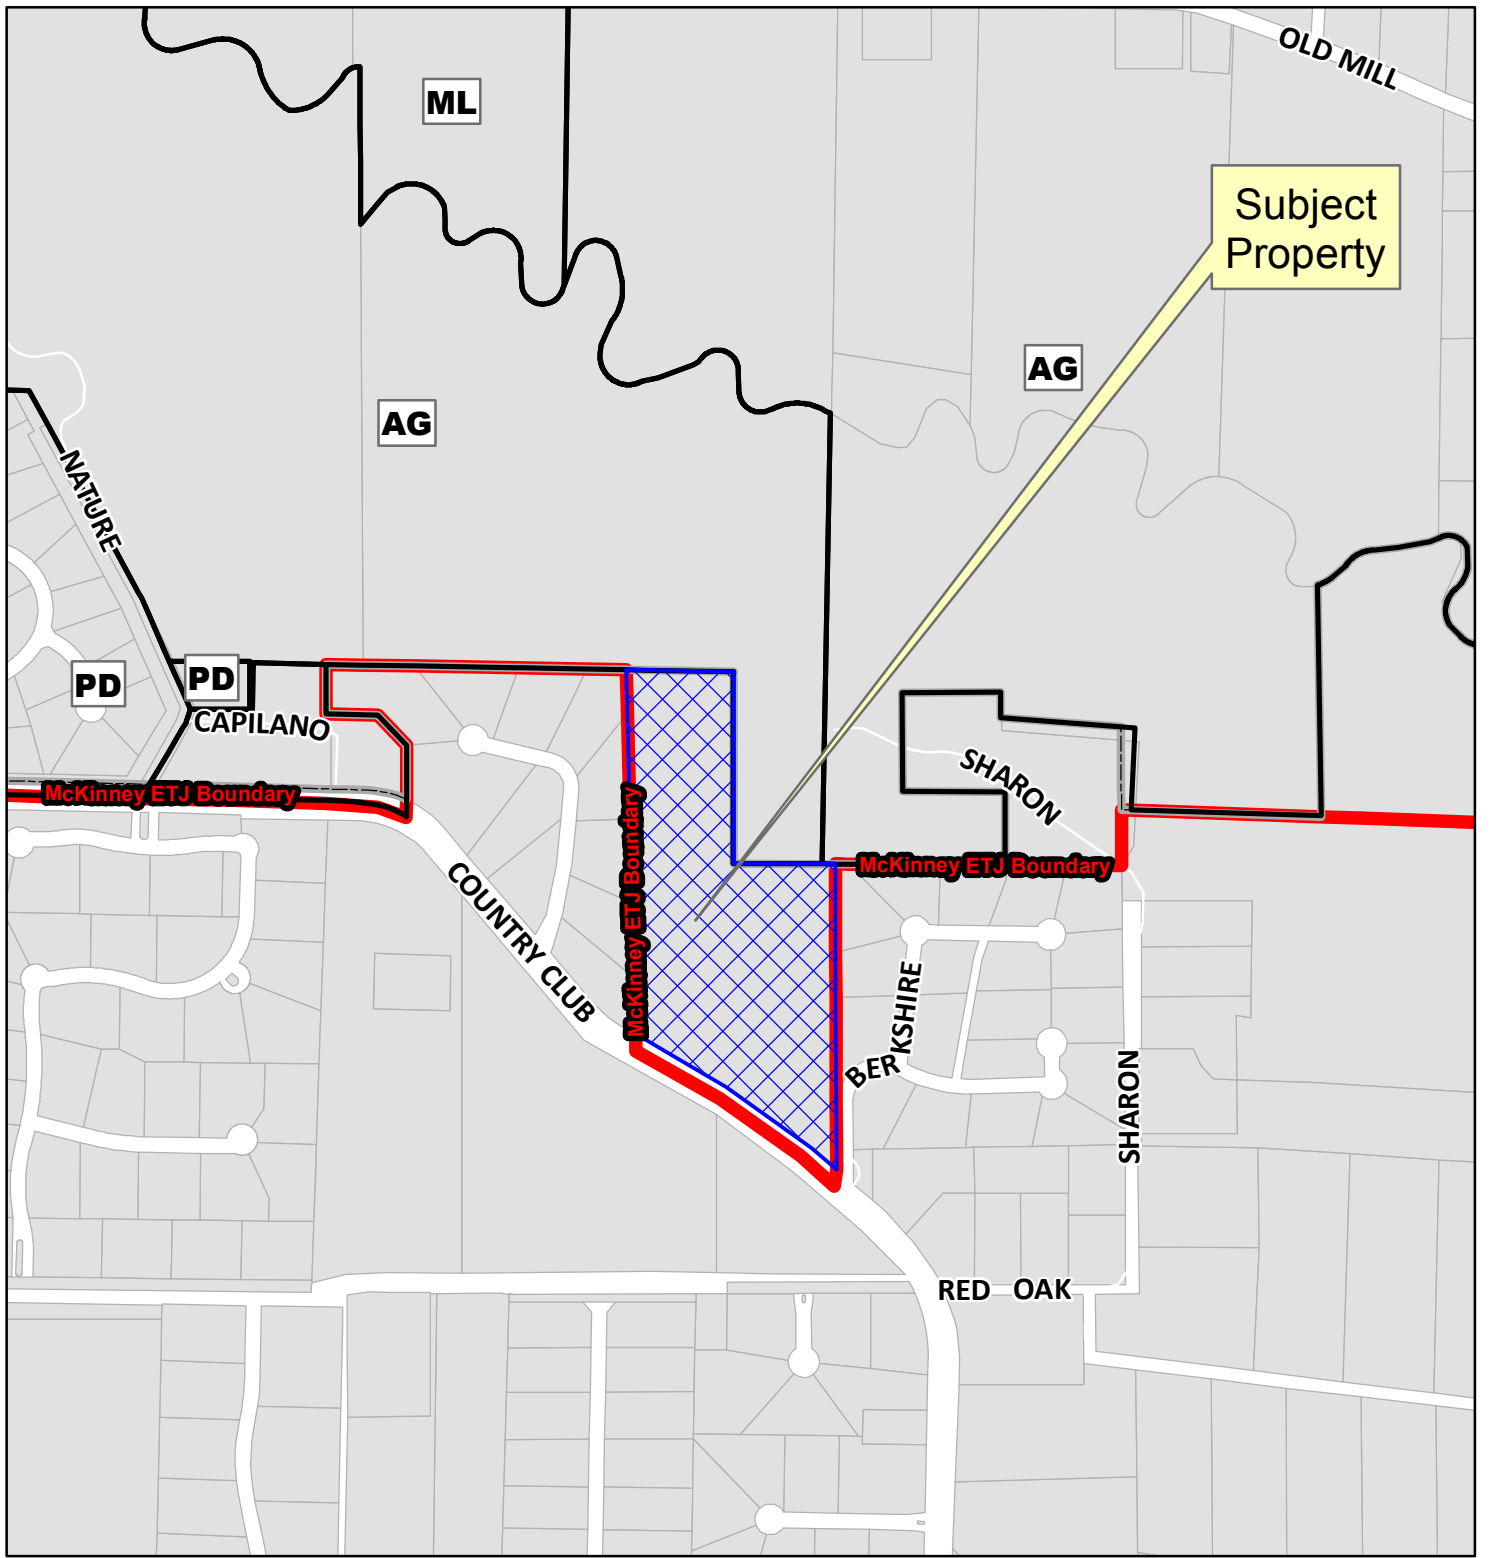 OLD MILL
ML
Subject
Property
AG
AG
NATURE
PD
PD
CAPILANO
SHARON
McKinney ETJ Boundary
McKinney ETJ Boundary
McKinney ETJ Boundary
COUNTRY CLUB
BERKSHIRE
SHARON
RED OAK